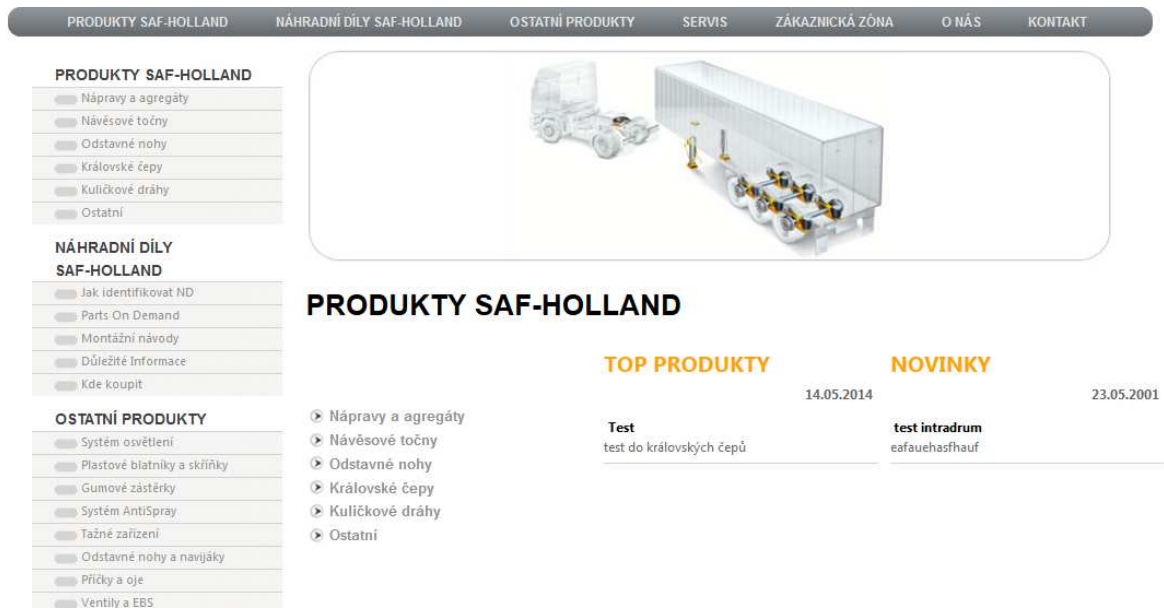 PRODUKTY SAF-HOLLAND
NÁHRADNÍ DÍLY SAF-HOLLAND
OSTATNÍ PRODUKTY
SERVIS
ZÁKAZNICKÁ ZÓNA
O NÁS
KONTAKT
PRODUKTY SAF-HOLLAND
Nápravy a agregáty
Návěsové točny
Odstavné nohy
Královské čepy
Kuličkové dráhy
Ostatní
NÁHRADNÍ DÍLY
SAF-HOLLAND
Jak identifikovat ND
Parts On Demand
Montážní návody
Důležité Informace
Kde koupit
OSTATNÍ PRODUKTY
Systém osvětlení
Plastové blatníky a skříňky
Gumové zástěrky
Systém AntiSpray
Tažné zařízení
Odstavné nohy a navijáky
Příčky a oje
Ventily a EBS
PRODUKTY SAF-HOLLAND
Nápravy a agregáty
Návěsové točny
Odstavné nohy
Královské čepy
Kuličkové dráhy
Ostatní
TOP PRODUKTY
14.05.2014
Test
test do královských čepů
NOVINKY
23.05.2001
test intradrum
eafauehasfhauf